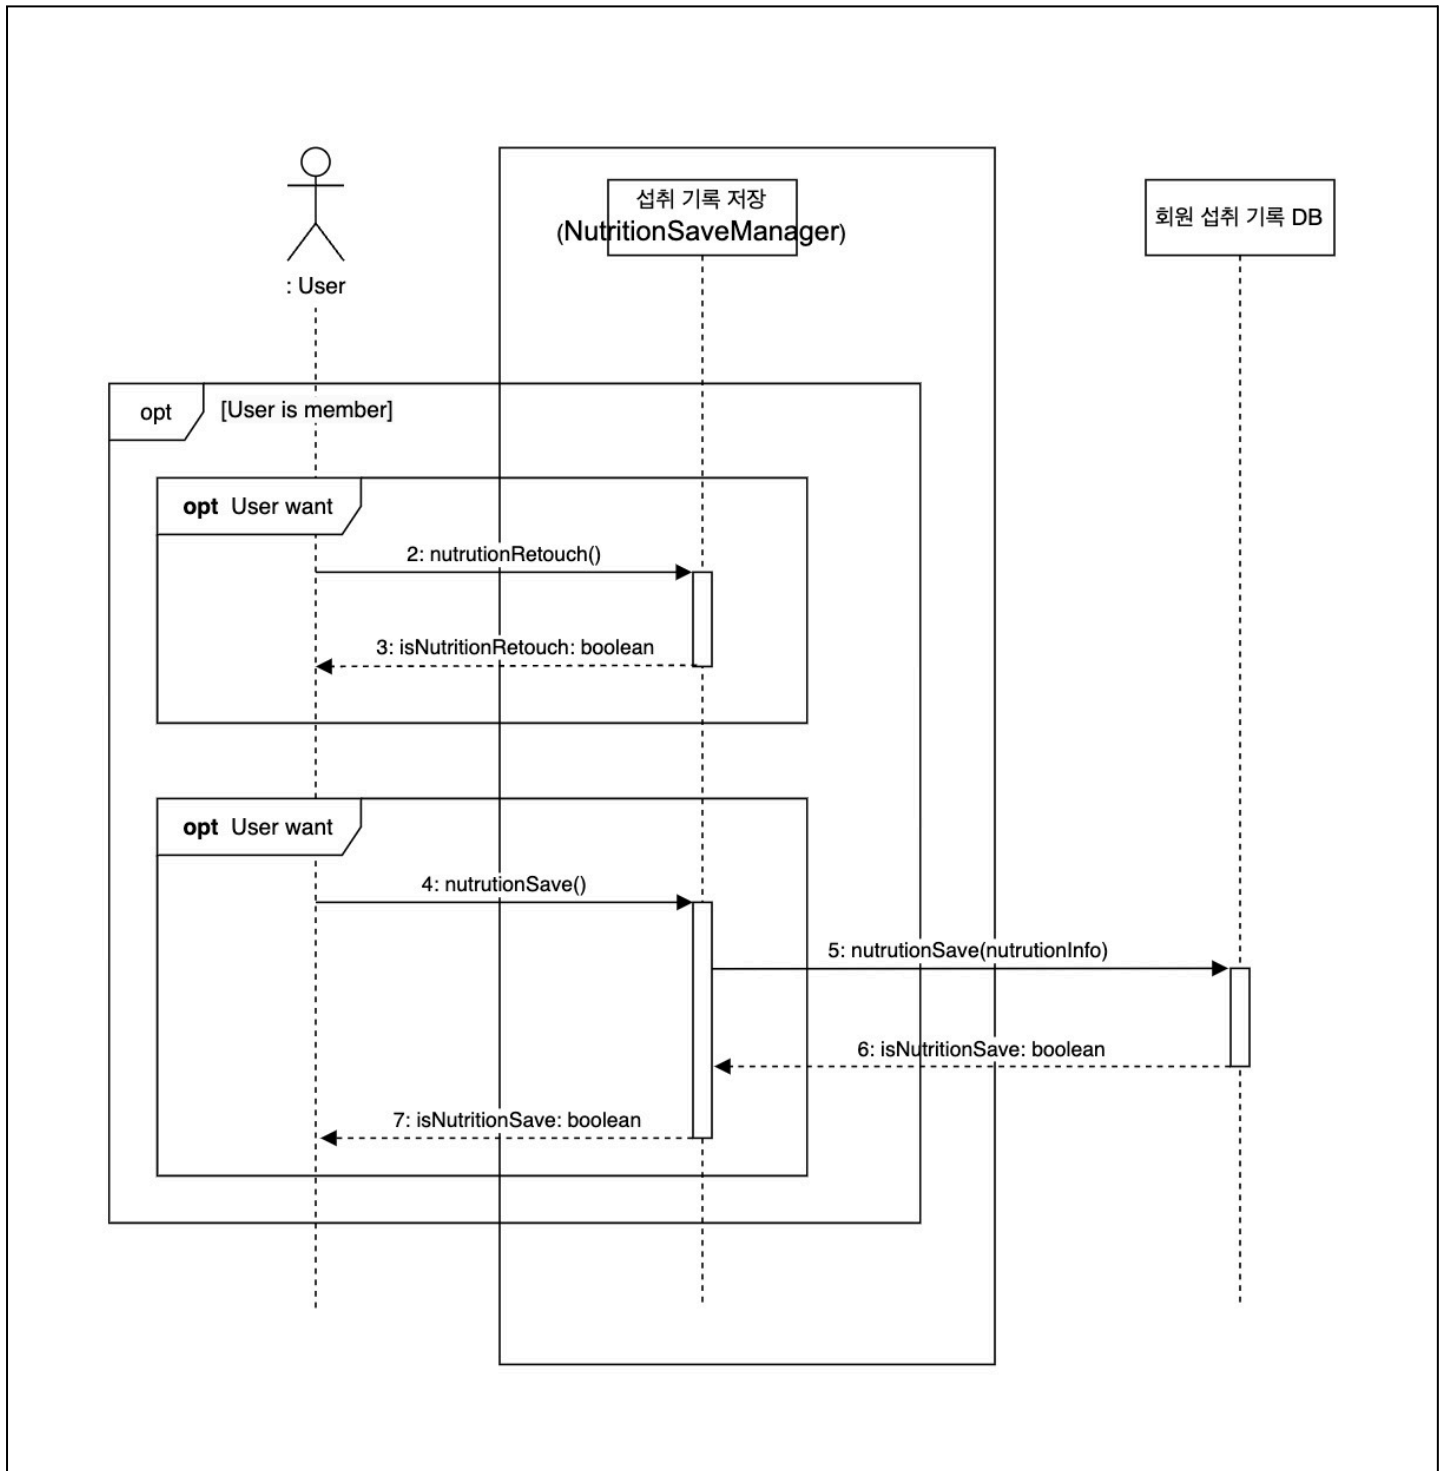 섭취 기록 저장
(NutritionSaveManager)
회원 섭취 기록 DB
: User
opt [User is member]
opt User want
2: nutrutionRetouch()
3: isNutritionRetouch: boolean
opt User want
4: nutrutionSave()
5: nutrutionSave(nutrutionInfo)
6: isNutritionSave: boolean
7: isNutritionSave: boolean